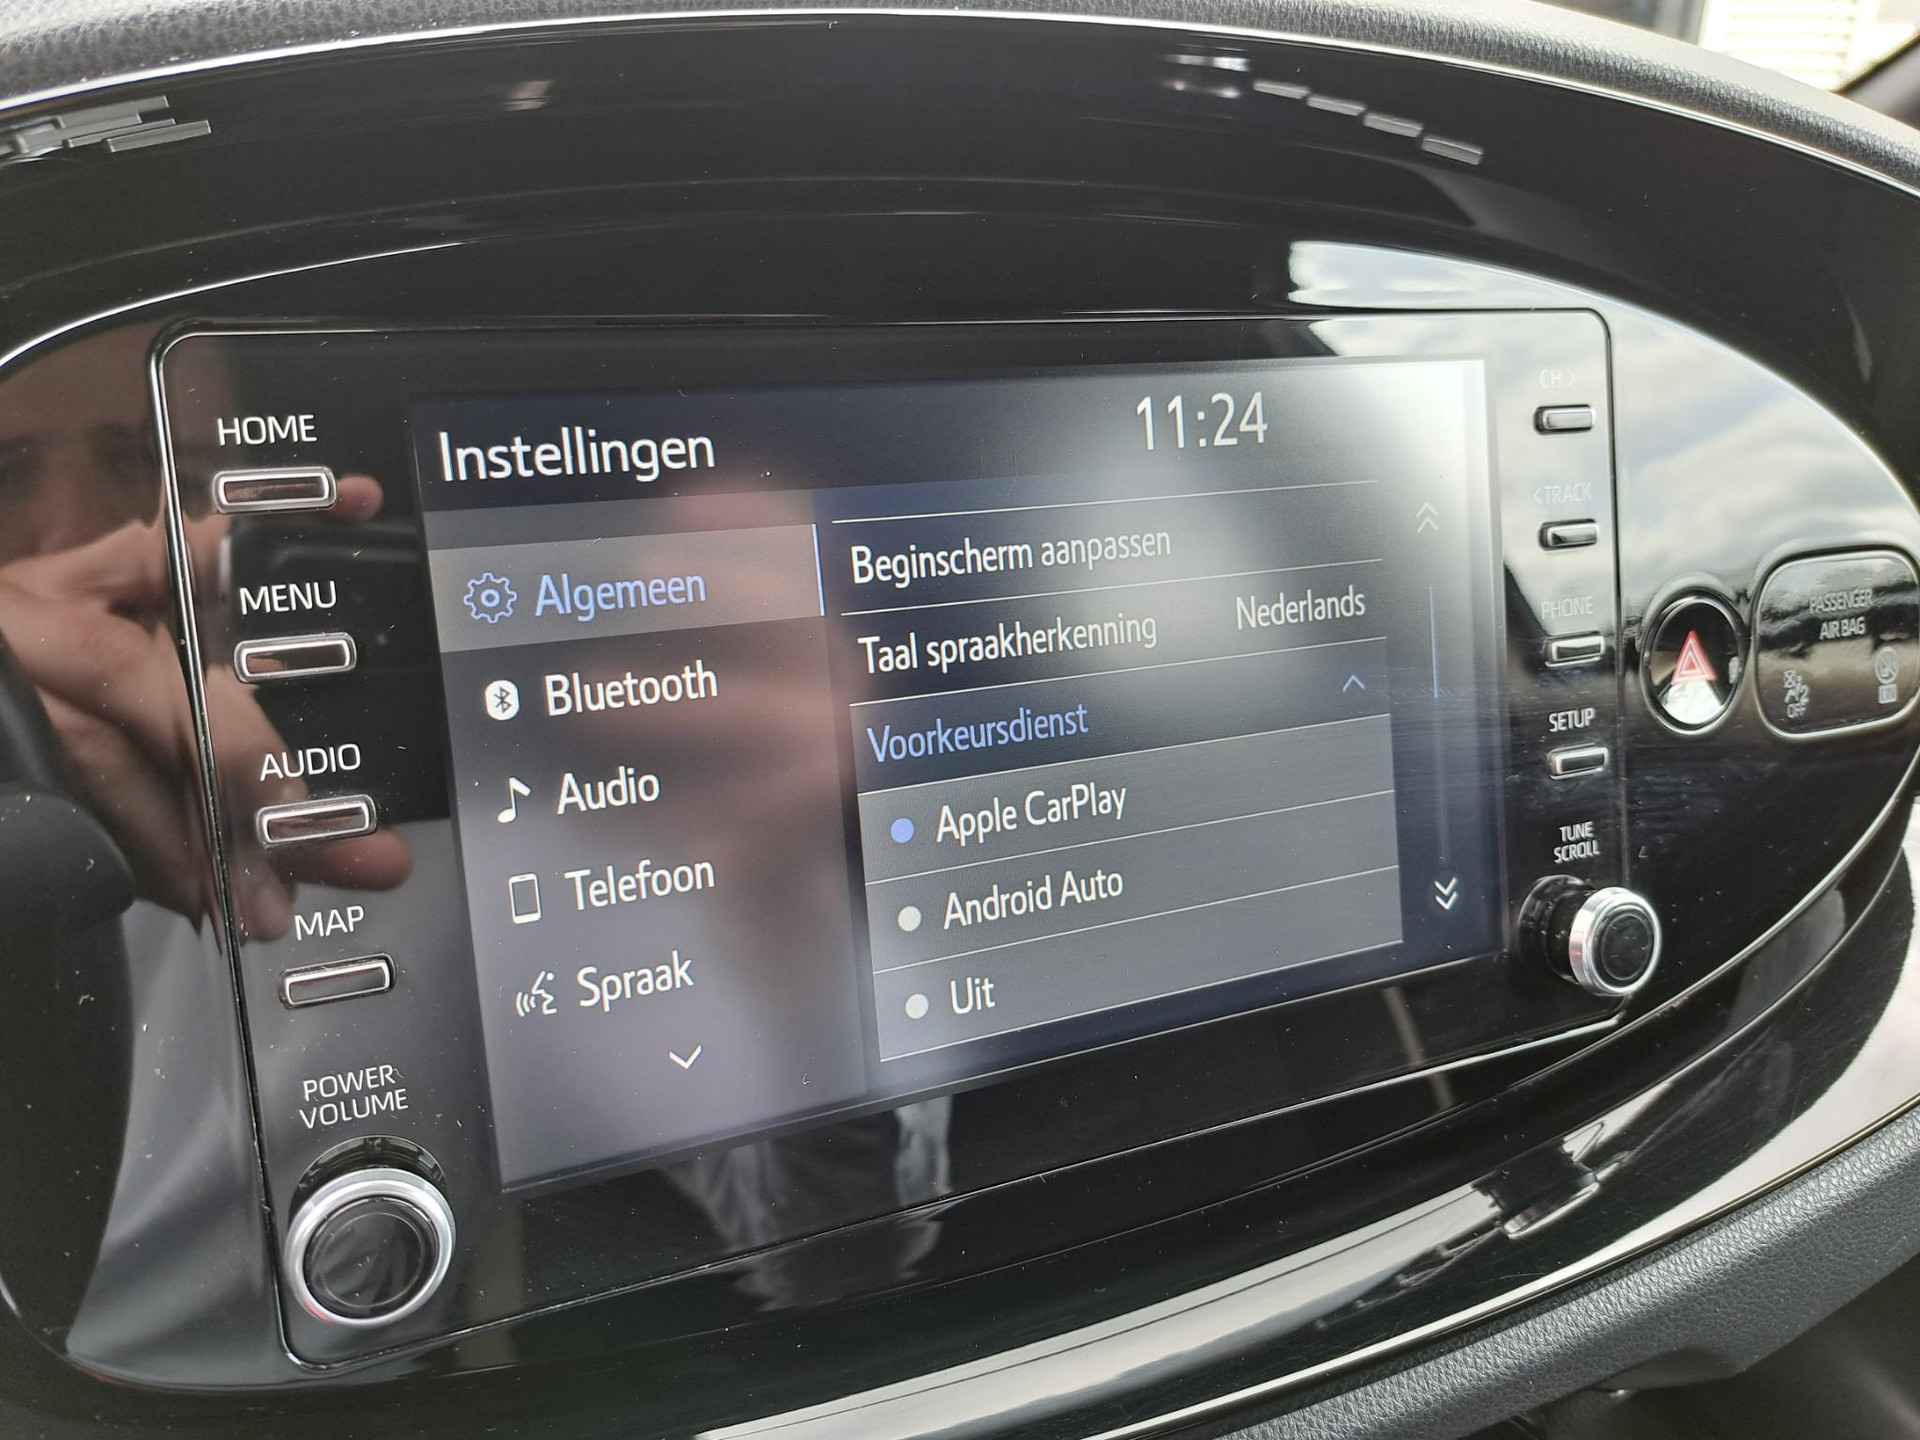 HOME
MENU
AUDIO
MAP
POWER
VOLUME
Instellingen
11:24
Algemeen
Bluetooth
Audio
Telefoon
Spraak
Beginscherm aanpassen
Taal spraakherkenning Nederlands
Voorkeursdienst
Apple CarPlay
Android Auto
Uit
CH >
< TRACK
PHONE
SETUP
TUNE
SCROLL
PASSENGER
AIR BAG
OFF